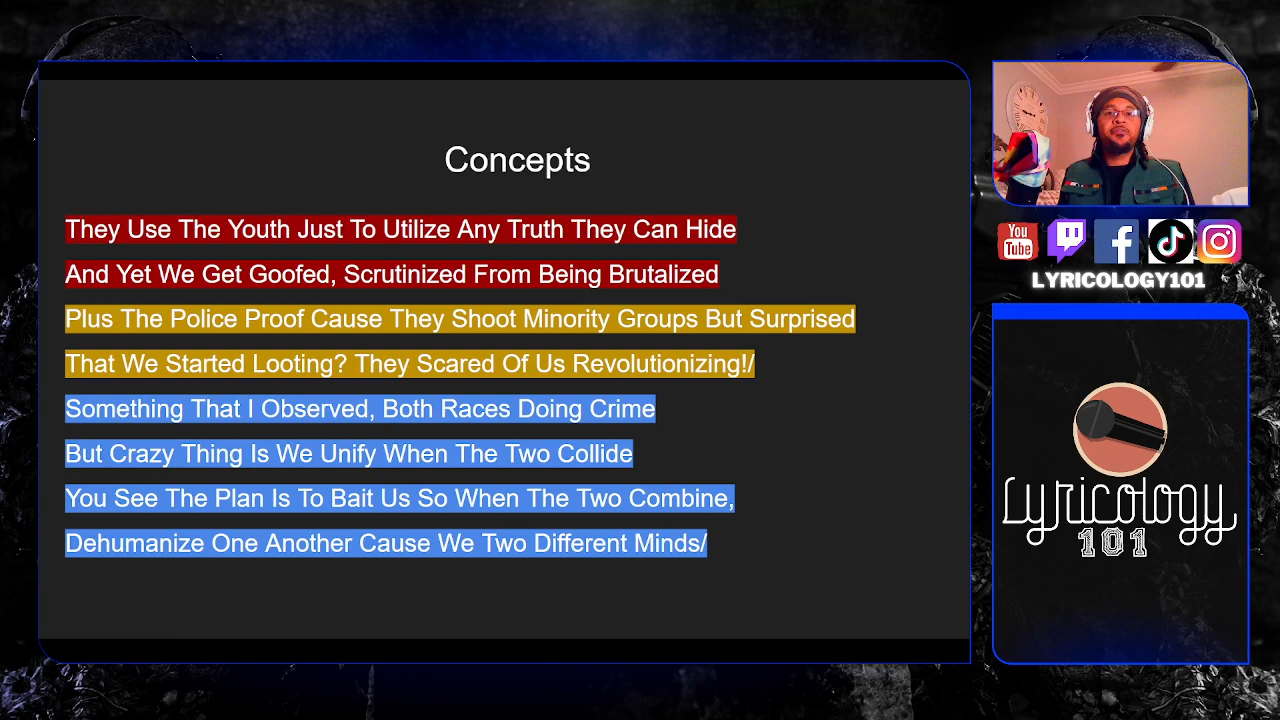 Concepts
They Use The Youth Just To Utilize Any Truth They Can Hide
And Yet We Get Goofed, Scrutinized From Being Brutalized
Plus The Police Proof Cause They Shoot Minority Groups But Surprised
That We Started Looting? They Scared Of Us Revolutionizing!/
Something That I Observed, Both Races Doing Crime
But Crazy Thing Is We Unify When The Two Collide
You See The Plan Is To Bait Us So When The Two Combine,
Dehumanize One Another Cause We Two Different Minds/
You
Tube
LYRICOLOGY101
Lyricology
101